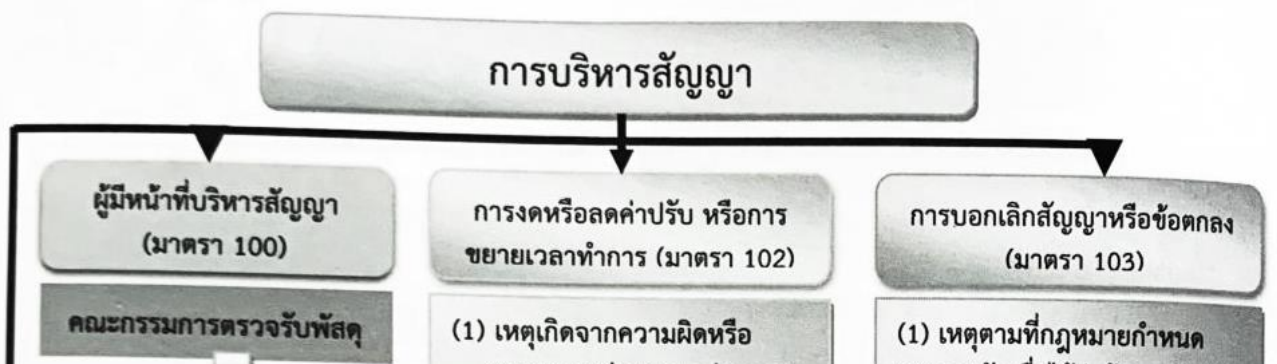 การบริหารสัญญา
ผู้มีหน้าที่บริหารสัญญา
(มาตรา 100)
การงดหรือลดค่าปรับ หรือการ
ขยายเวลาทำการ (มาตรา 102)
การบอกเลิกสัญญาหรือข้อตกลง
(มาตรา 103)
คณะกรรมการตรวจรับพัสดุ
(1) เหตุเกิดจากความผิดหรือ
(1) เหตุตามที่กฎหมายกำหนด